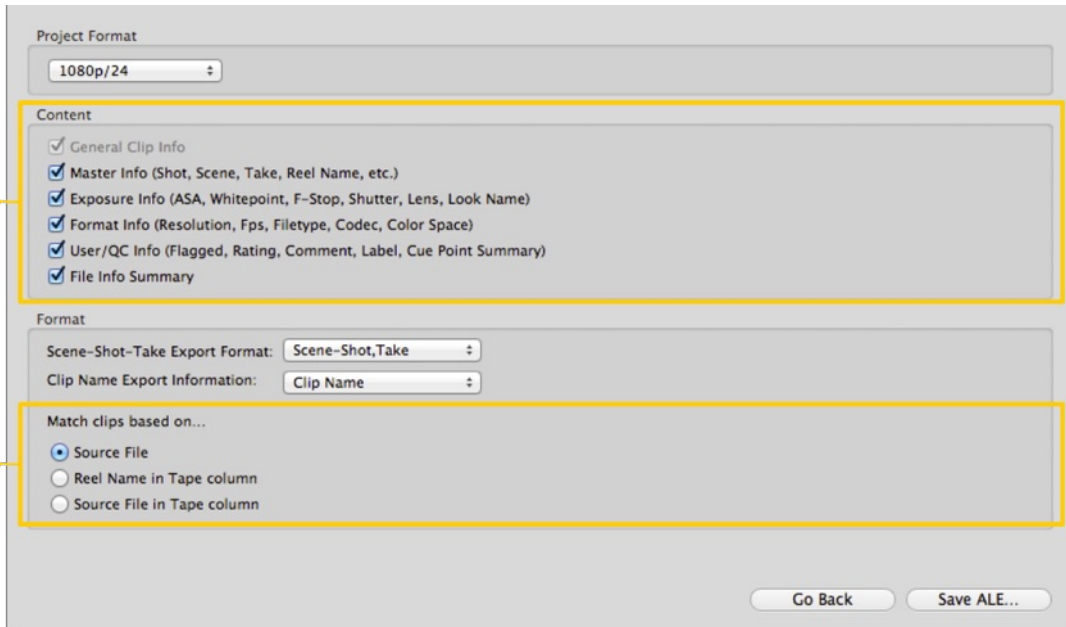 Project Format
1080p/24
Content
General Clip Info
Master Info (Shot, Scene, Take, Reel Name, etc.)
Exposure Info (ASA, Whitepoint, F-Stop, Shutter, Lens, Look Name)
Format Info (Resolution, Fps, Filetype, Codec, Color Space)
User/QC Info (Flagged, Rating, Comment, Label, Cue Point Summary)
File Info Summary
Format
Scene-Shot-Take Export Format: Scene-Shot,Take
Clip Name Export Information: Clip Name
Match clips based on...
Source File
Reel Name in Tape column
Source File in Tape column
Go Back Save ALE...